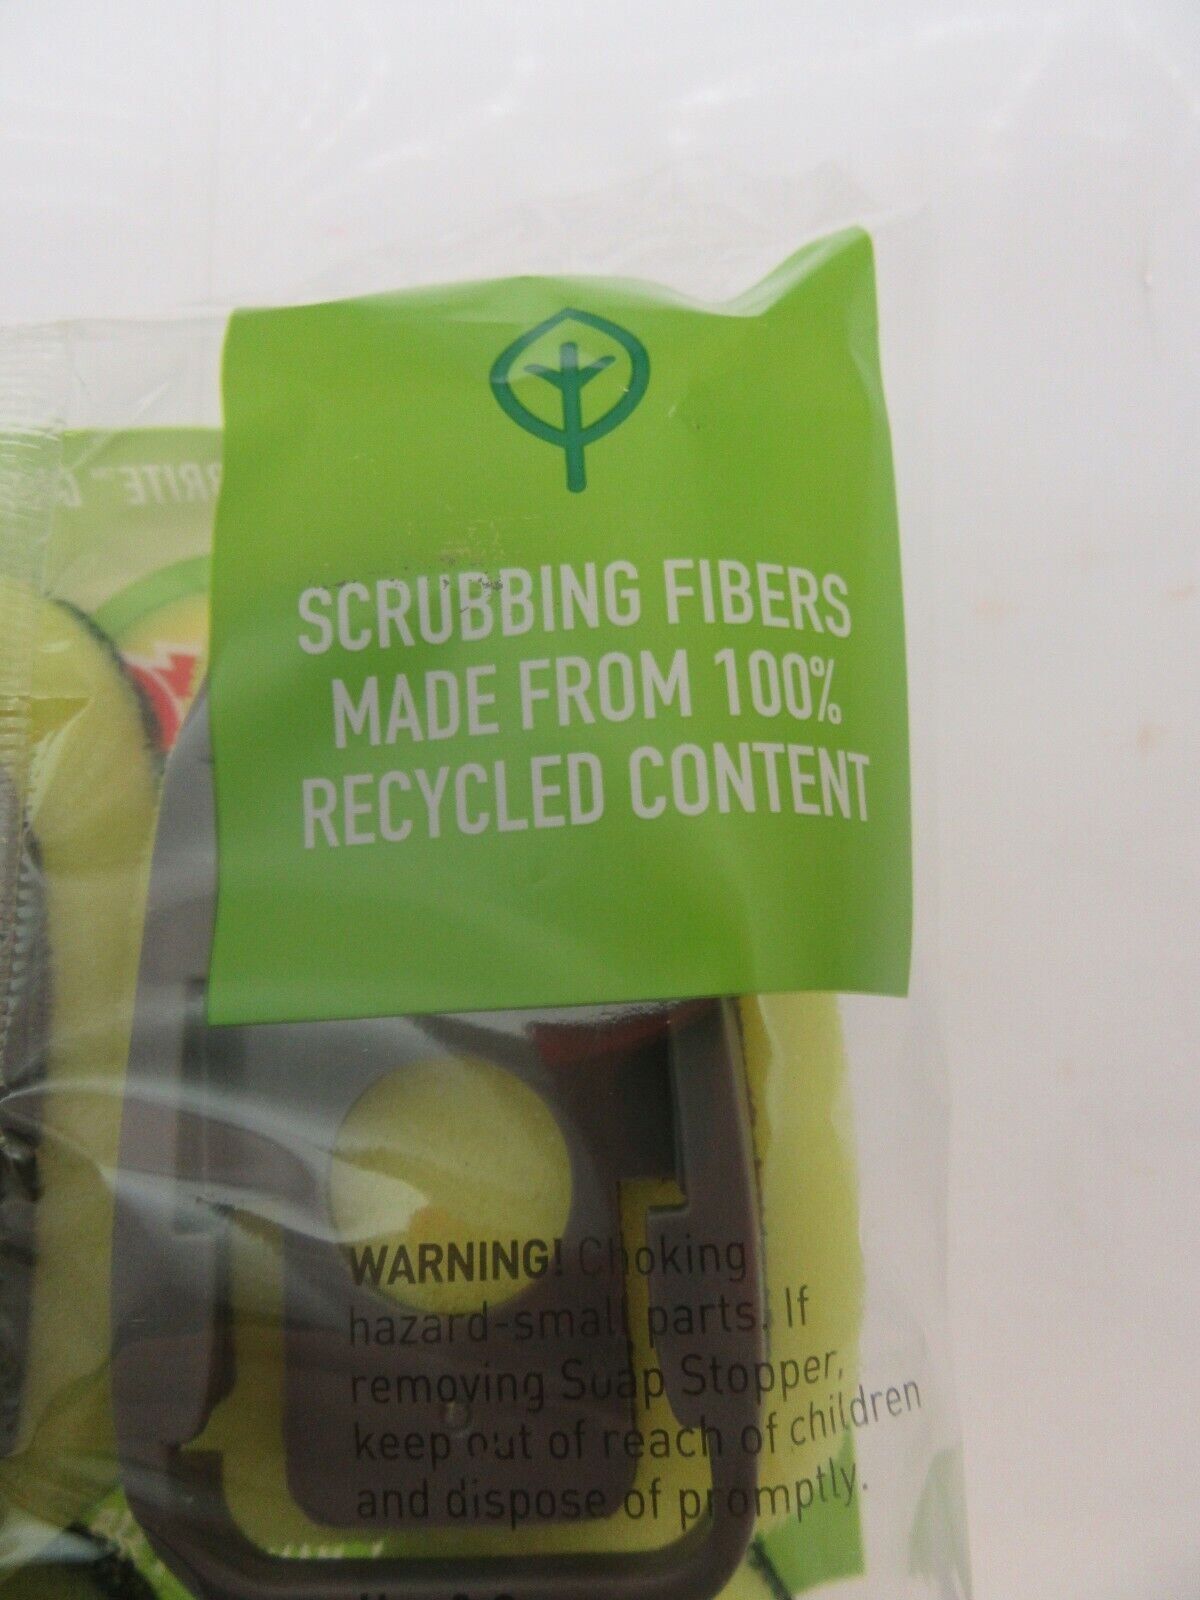 SCRUBBING FIBERS
MADE FROM 100%
RECYCLED CONTENT
WARNING! Choking
hazard-small parts. If
removing Soap Stopper,
keep out of reach of children
and dispose of promptly.